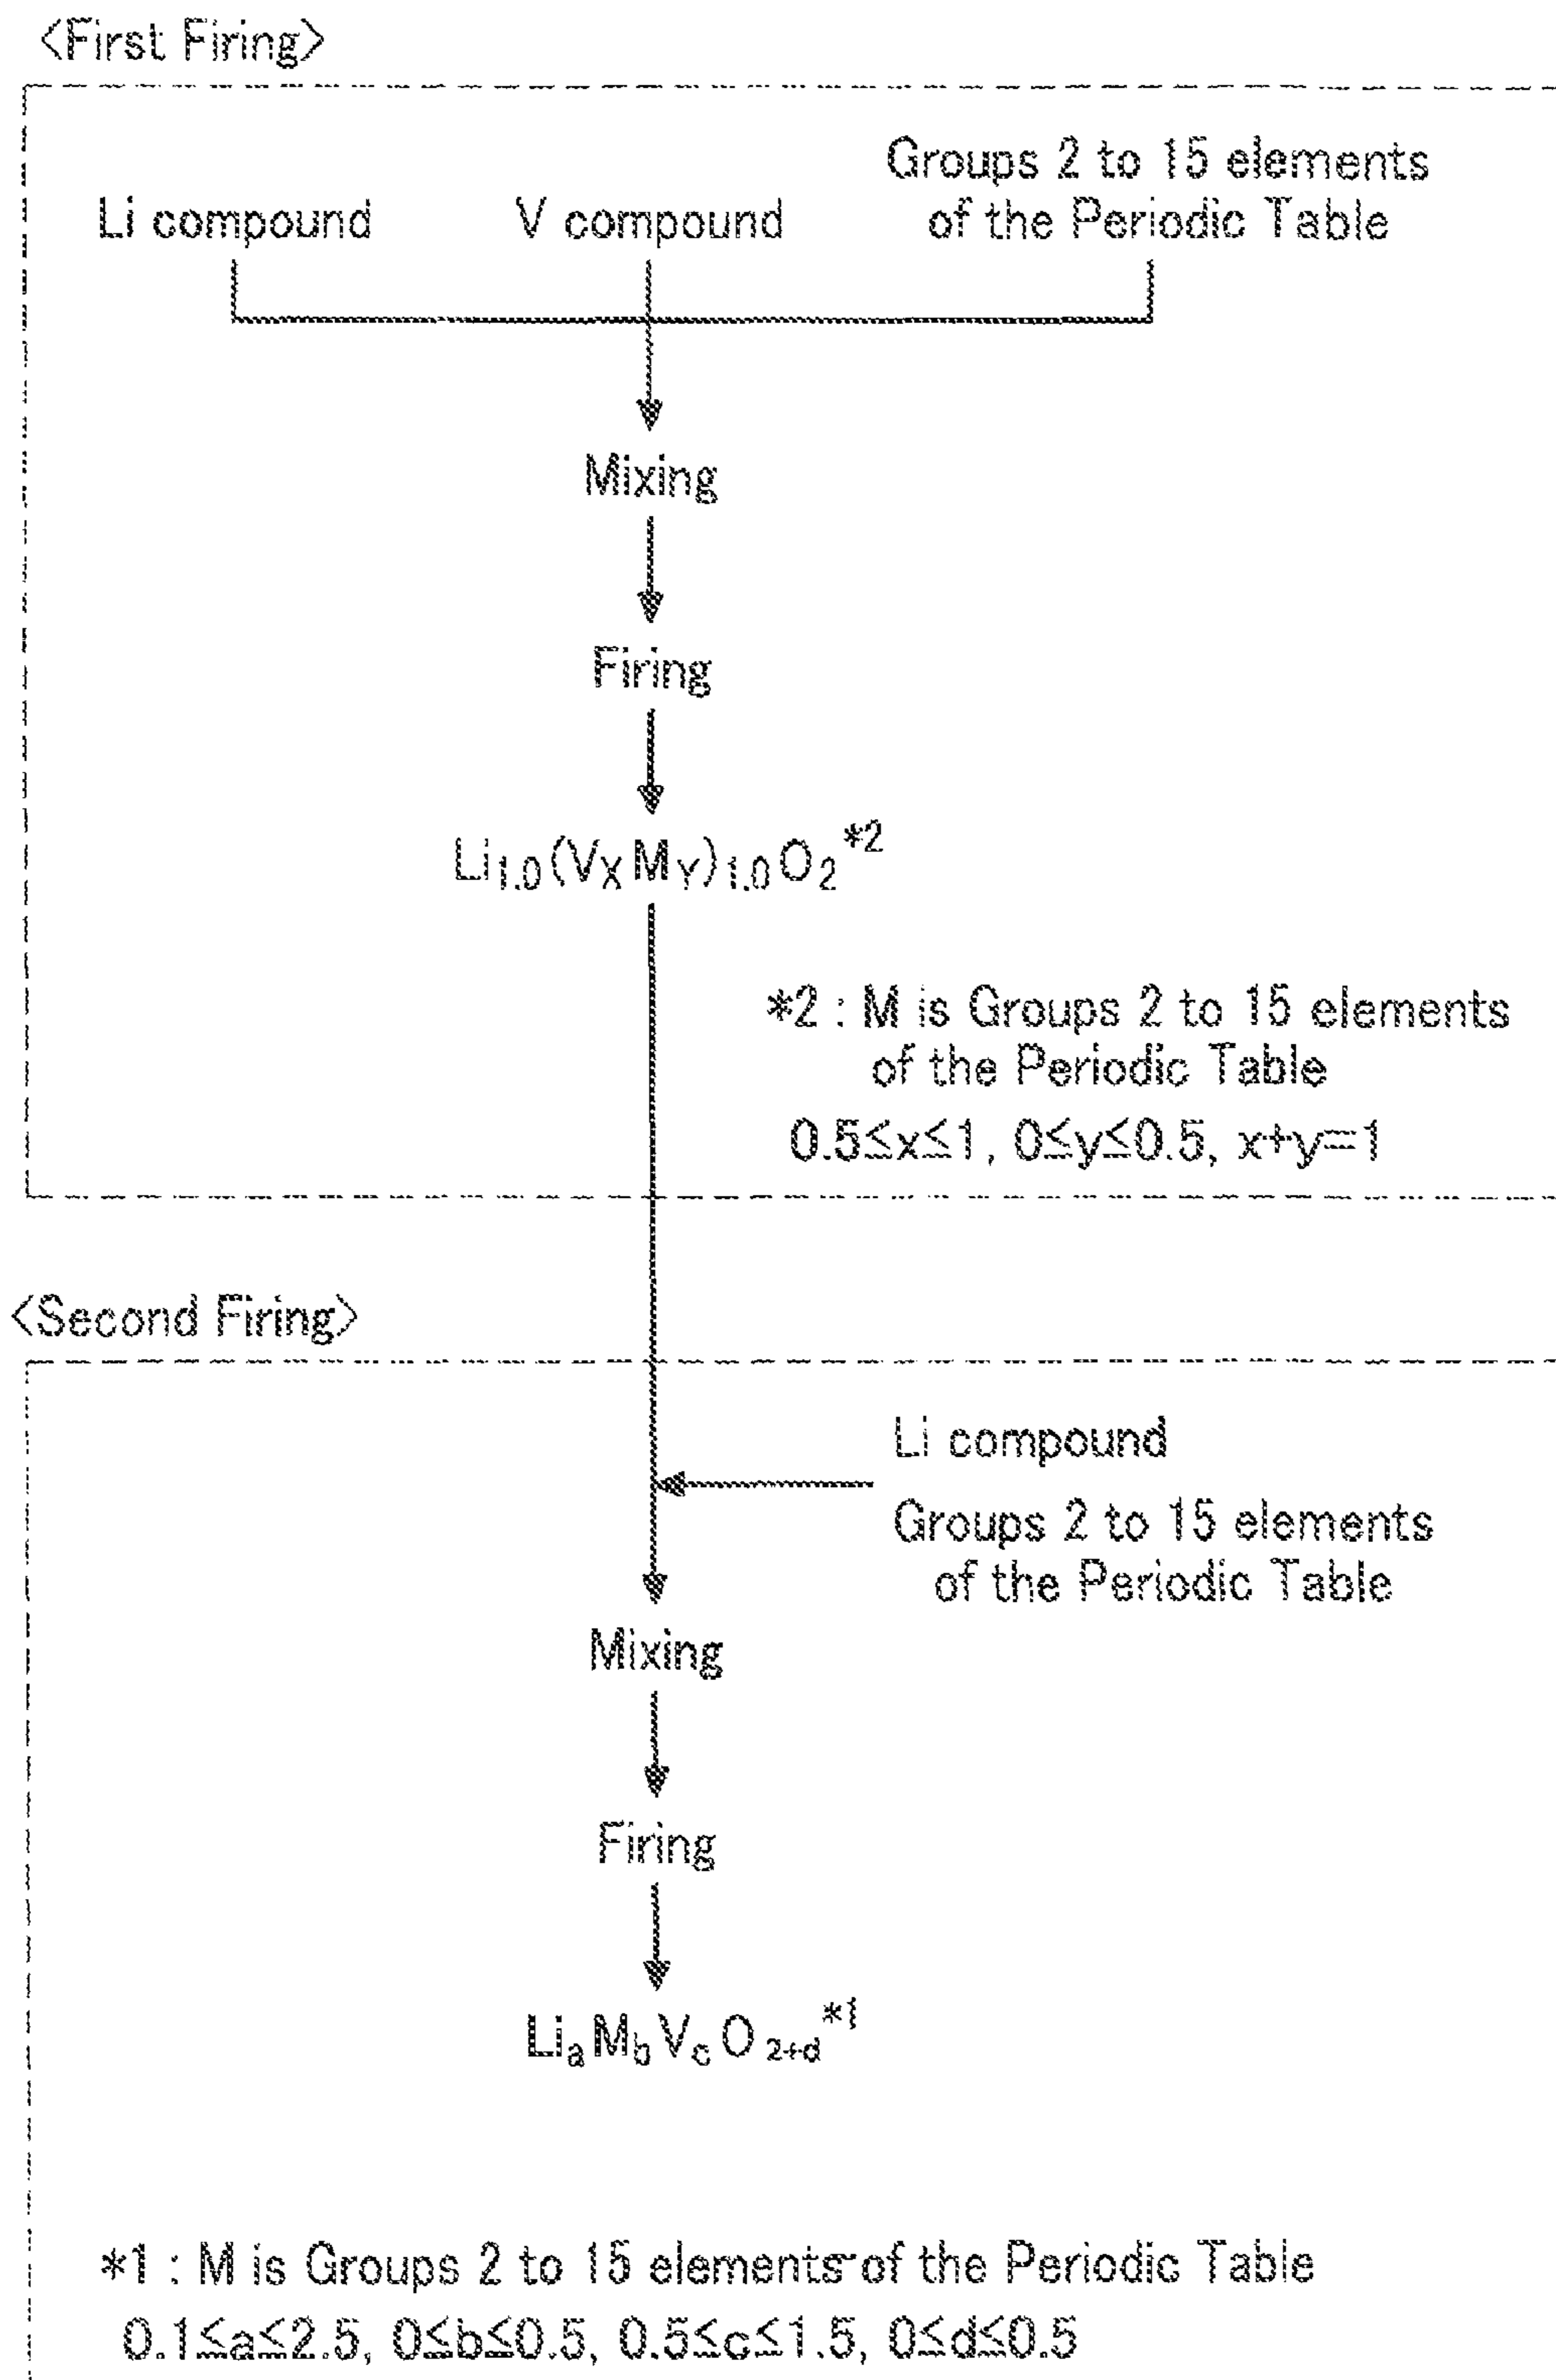 <First Firing>
Groups 2 to 15 elements
Li compound V compound of the Periodic Table
Mixing
Firing
Li1.0(VXMY)1.0O2*2
*2 : M is Groups 2 to 15 elements
of the Periodic Table
0.5≤x≤1, 0≤y≤0.5, x+y=1
<Second Firing>
Li compound
Groups 2 to 15 elements
of the Periodic Table
Mixing
Firing
LiaMbVcO2+d*1
*1 : M is Groups 2 to 15 elements of the Periodic Table
0.1≤a≤2.5, 0≤b≤0.5, 0.5≤c≤1.5, 0≤d≤0.5